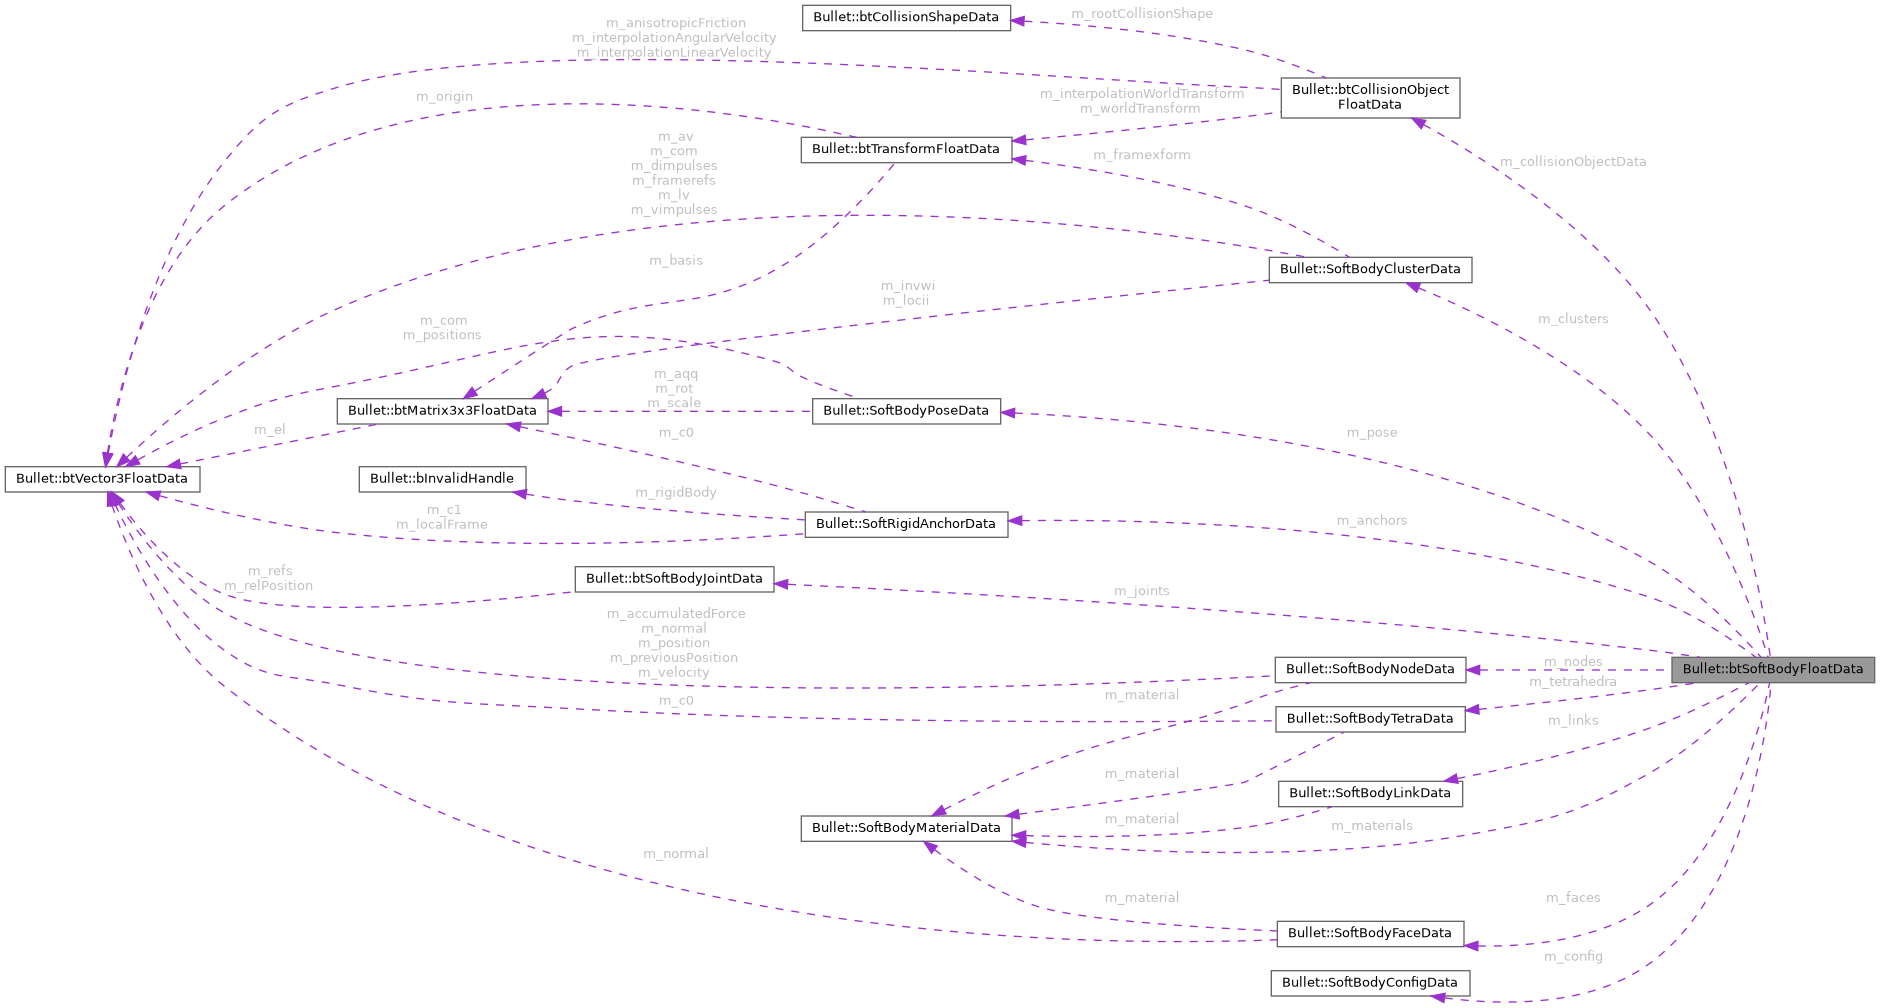 m_anisotropicFriction
m_interpolationAngularVelocity
m_interpolationLinearVelocity
Bullet::btCollisionShapeData
m_rootCollisionShape
Bullet::btCollisionObject
FloatData
m_origin
m_interpolationWorldTransform
m_worldTransform
Bullet::btTransformFloatData
m_framexform
m_collisionObjectData
m_av
m_com
m_dimpulses
m_framerefs
m_lv
m_vimpulses
m_basis
Bullet::SoftBodyClusterData
m_invwi
m_locii
m_clusters
m_com
m_positions
m_aqq
m_rot
m_scale
Bullet::btMatrix3x3FloatData
Bullet::SoftBodyPoseData
m_el
m_c0
m_pose
Bullet::btVector3FloatData
Bullet::bInvalidHandle
m_rigidBody
m_c1
m_localFrame
Bullet::SoftRigidAnchorData
m_anchors
m_refs
m_relPosition
Bullet::btSoftBodyJointData
m_joints
m_accumulatedForce
m_normal
m_position
m_previousPosition
m_velocity
Bullet::SoftBodyNodeData
m_nodes
Bullet::btSoftBodyFloatData
m_tetrahedra
m_c0
m_material
Bullet::SoftBodyTetraData
m_links
m_material
Bullet::SoftBodyLinkData
Bullet::SoftBodyMaterialData
m_material
m_materials
m_normal
m_material
m_faces
Bullet::SoftBodyFaceData
m_config
Bullet::SoftBodyConfigData